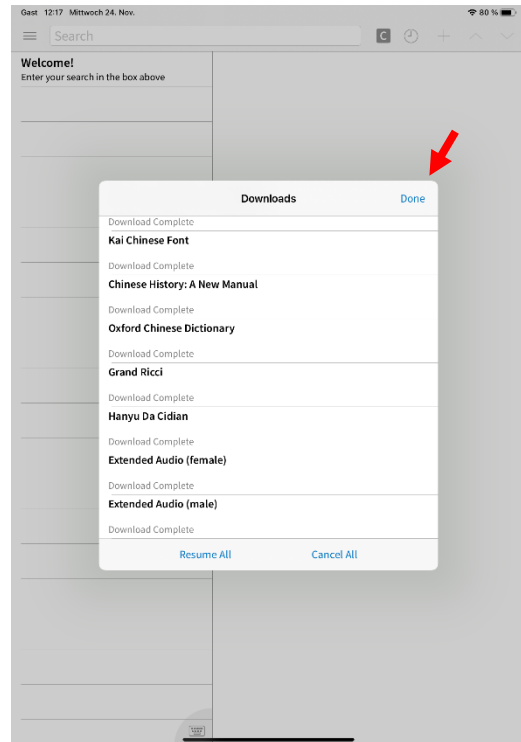 Gast 12:17 Mittwoch 24. Nov. 80 %
Search C
Welcome!
Enter your search in the box above
Downloads Done
Download Complete
Kai Chinese Font
Download Complete
Chinese History: A New Manual
Download Complete
Oxford Chinese Dictionary
Download Complete
Grand Ricci
Download Complete
Hanyu Da Cidian
Download Complete
Extended Audio (female)
Download Complete
Extended Audio (male)
Download Complete
Resume All Cancel All